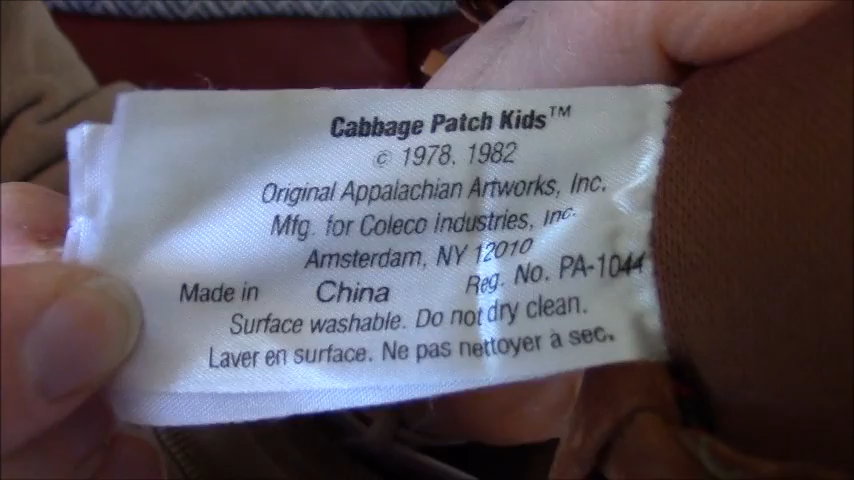 Cabbage Patch Kids™
© 1978. 1982
Original Appalachian Artworks, Inc.
Mfg. for Coleco Industries, Inc.
Amsterdam, NY 12010
Made in China Reg. No. PA-1044
Surface washable. Do not dry clean.
Laver en surface. Ne pas nettoyer à sec.